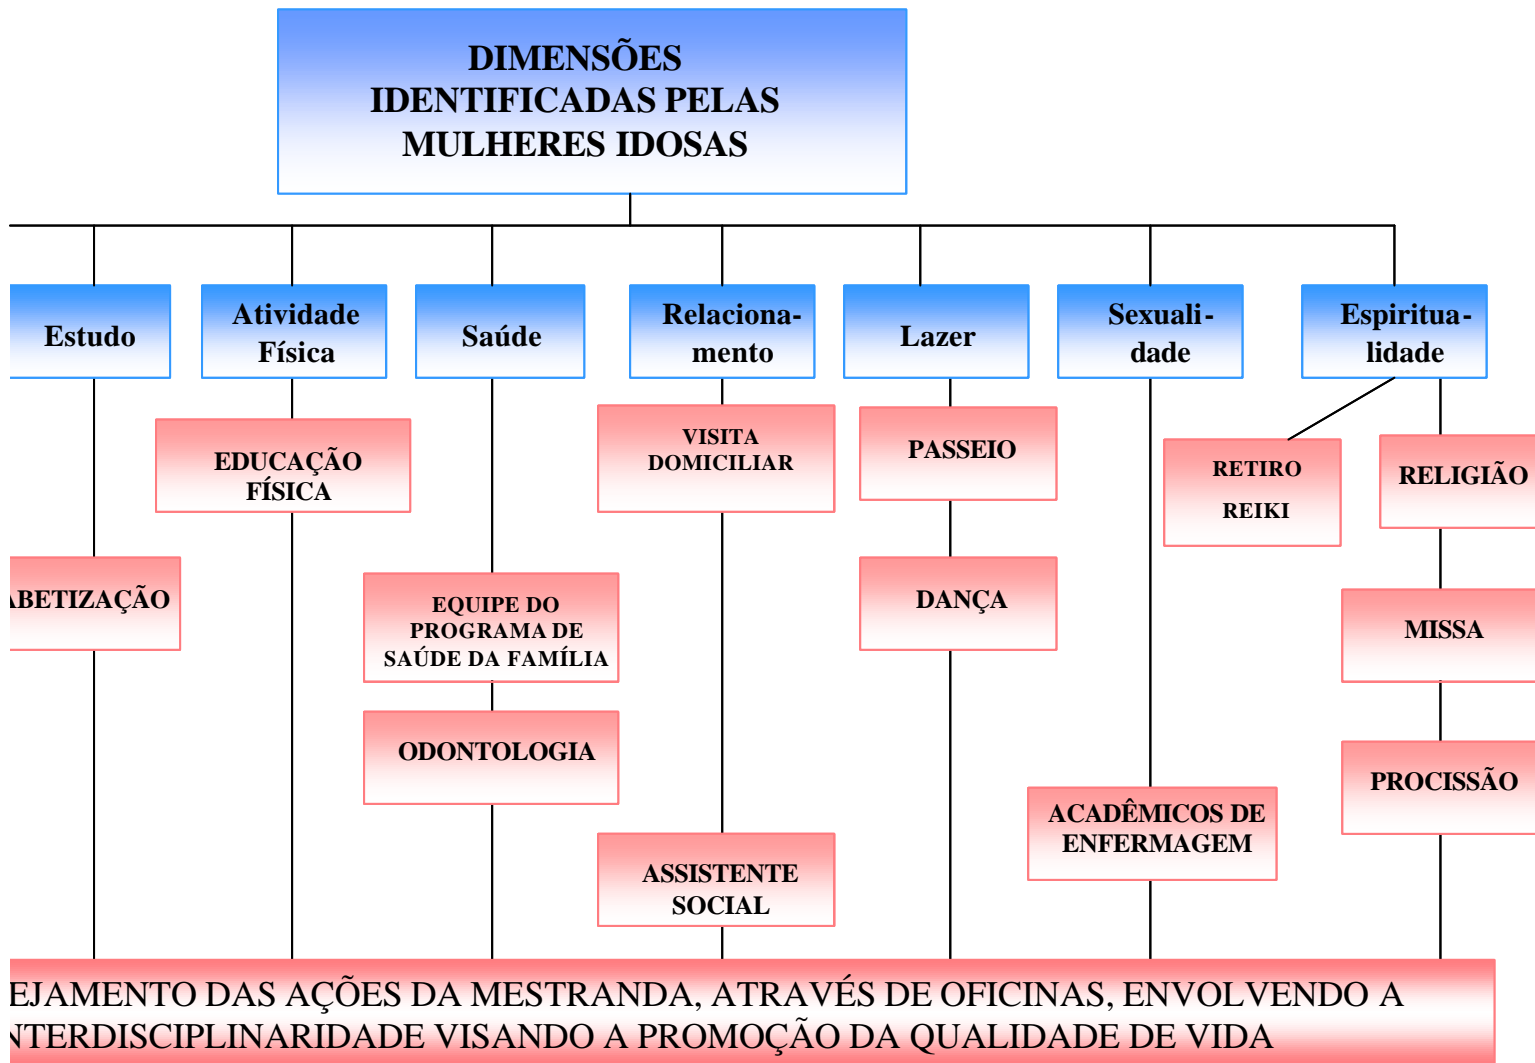 DIMENSÕES
IDENTIFICADAS PELAS
MULHERES IDOSAS
Estudo
Atividade
Física
Saúde
Relaciona-
mento
Lazer
Sexuali-
dade
Espiritua-
lidade
EDUCAÇÃO
FÍSICA
VISITA
DOMICILIAR
PASSEIO
RETIRO
REIKI
RELIGIÃO
ABETIZAÇÃO
EQUIPE DO
PROGRAMA DE
SAÚDE DA FAMÍLIA
DANÇA
MISSA
ODONTOLOGIA
PROCISSÃO
ASSISTENTE
SOCIAL
ACADÊMICOS DE
ENFERMAGEM
EJAMENTO DAS AÇÕES DA MESTRANDA, ATRAVÉS DE OFICINAS, ENVOLVENDO A
NTERDISCIPLINARIDADE VISANDO A PROMOÇÃO DA QUALIDADE DE VIDA